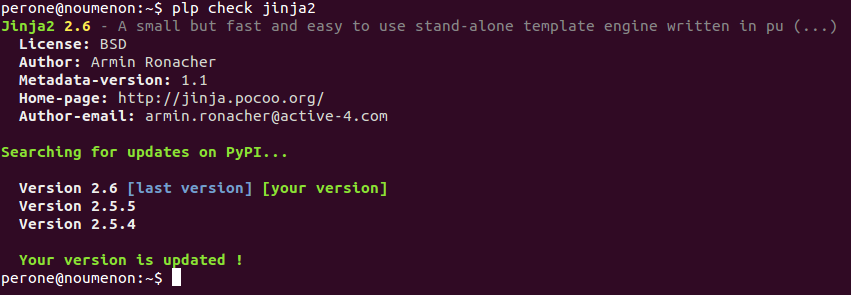 perone@noumenon:~$ plp check jinja2
Jinja2 2.6 - A small but fast and easy to use stand-alone template engine written in pu (...)
License: BSD
Author: Armin Ronacher
Metadata-version: 1.1
Home-page: http://jinja.pocoo.org/
Author-email: armin.ronacher@active-4.com
Searching for updates on PyPI...
Version 2.6 [last version] [your version]
Version 2.5.5
Version 2.5.4
Your version is updated !
perone@noumenon:~$